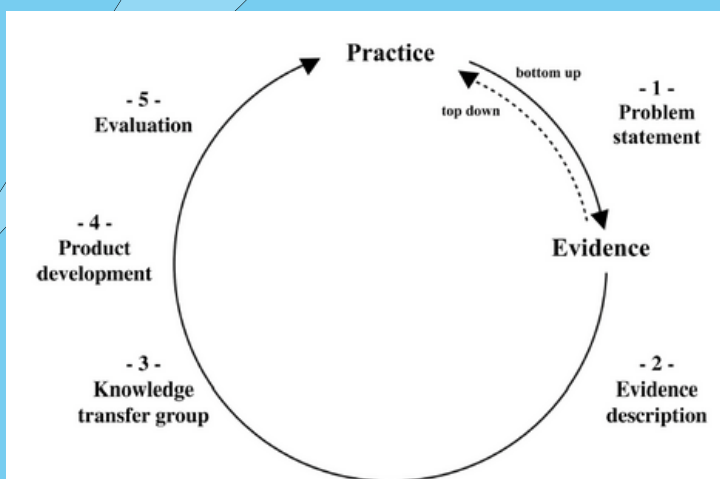 Practice
bottom up
top down
- 1 -
Problem
statement
Evidence
- 2 -
Evidence
description
- 3 -
Knowledge
transfer group
- 4 -
Product
development
- 5 -
Evaluation